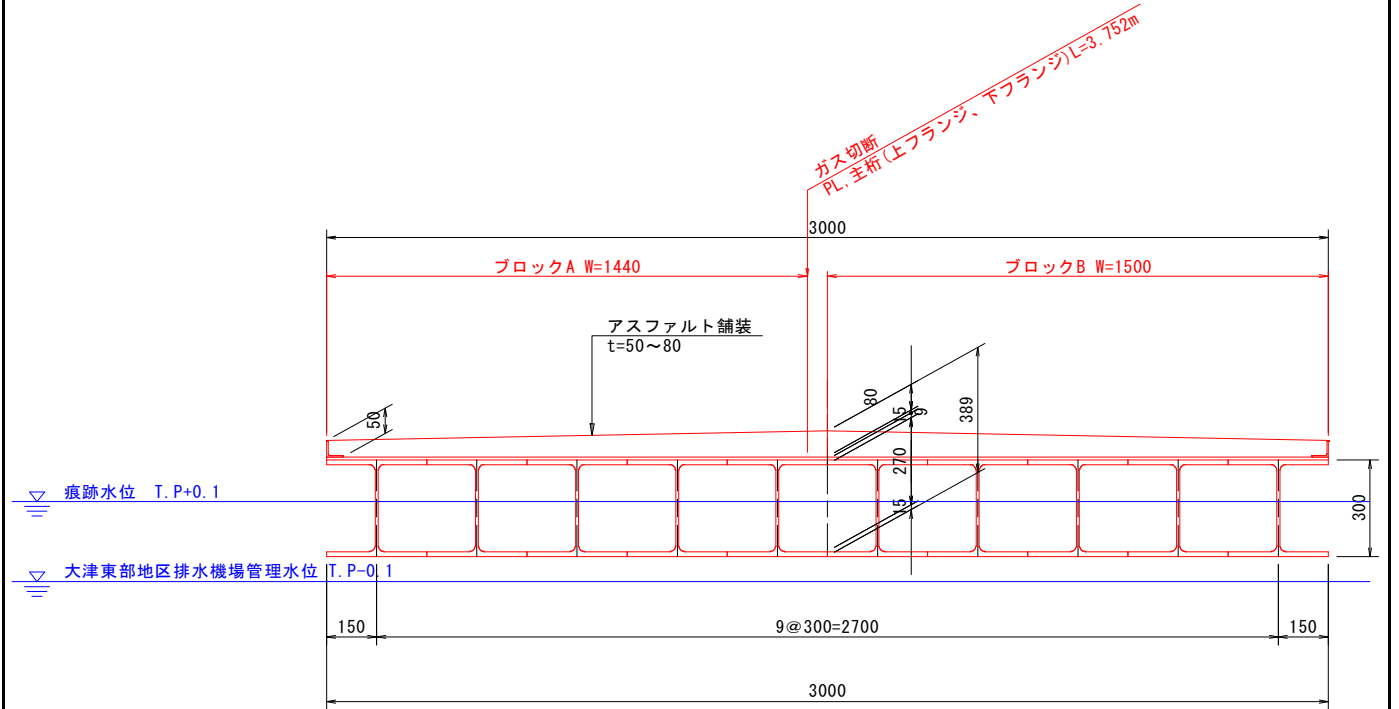 ガス切断
PL.主桁(上フランジ、下フランジ)L=3.752m
3000
ブロックA W=1440
ブロックB W=1500
アスファルト舗装
t=50～80
50
80
15
9
389
270
15
300
痕跡水位 T.P+0.1
大津東部地区排水機場管理水位 T.P-0.1
150
9@300=2700
150
3000